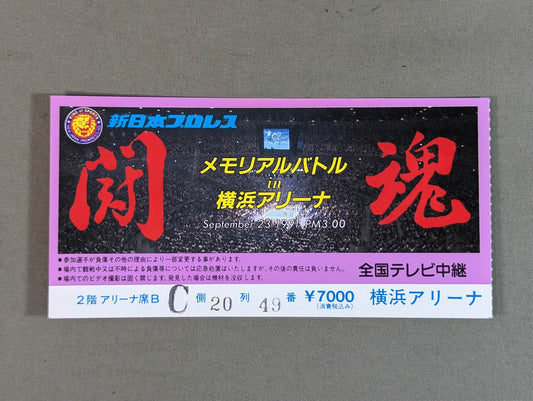 新日本プロレス
闘魂
メモリアルバトル
in
横浜アリーナ
September 23 1991 PM3:00
●参加選手が負傷その他の理由により一部変更する事があります。
●場内で観戦中又は不時による負傷等については応急処置はいたしますが、その後の責任は負いません。
●場内でのビデオ撮影は固く禁じます。発見した場合は機材を没収します。
全国テレビ中継
2階 アリーナ席B C 側 20 列 49 番 ¥7000 (消費税込み) 横浜アリーナ